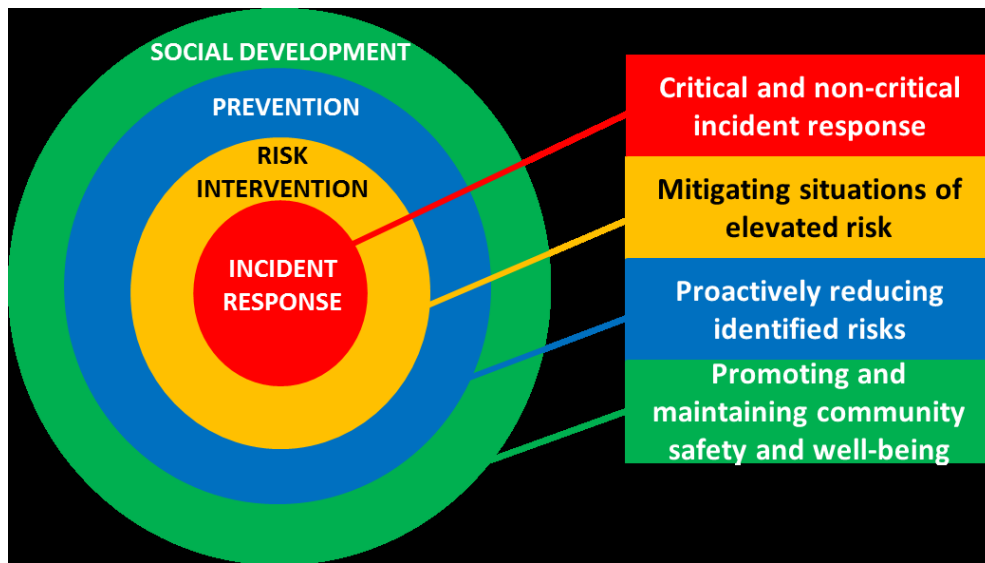 SOCIAL DEVELOPMENT
PREVENTION
RISK
INTERVENTION
INCIDENT
RESPONSE
Critical and non-critical
incident response
Mitigating situations of
elevated risk
Proactively reducing
identified risks
Promoting and
maintaining community
safety and well-being